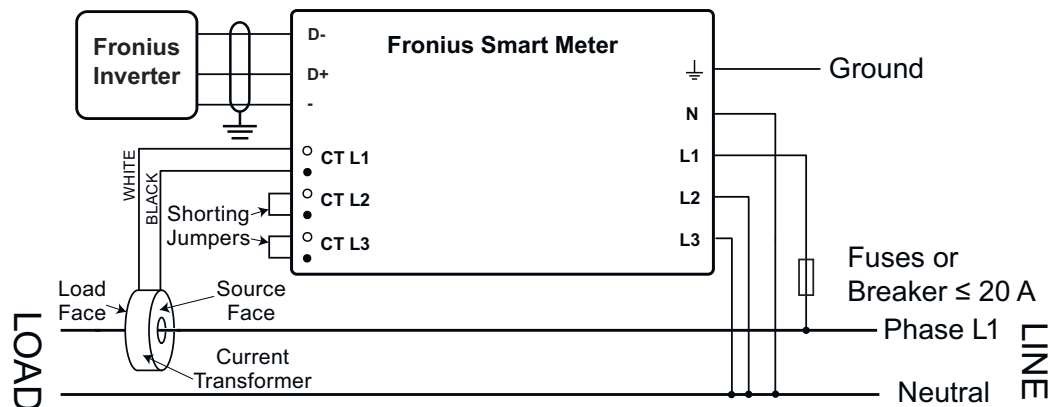 Fronius
Inverter
D-
D+
-
Fronius Smart Meter
Ground
N
L1
L2
L3
CT L1
CT L2
CT L3
WHITE
BLACK
Shorting
Jumpers
Load
Face
Source
Face
Current
Transformer
Fuses or
Breaker ≤ 20 A
Phase L1
Neutral
LOAD
LINE